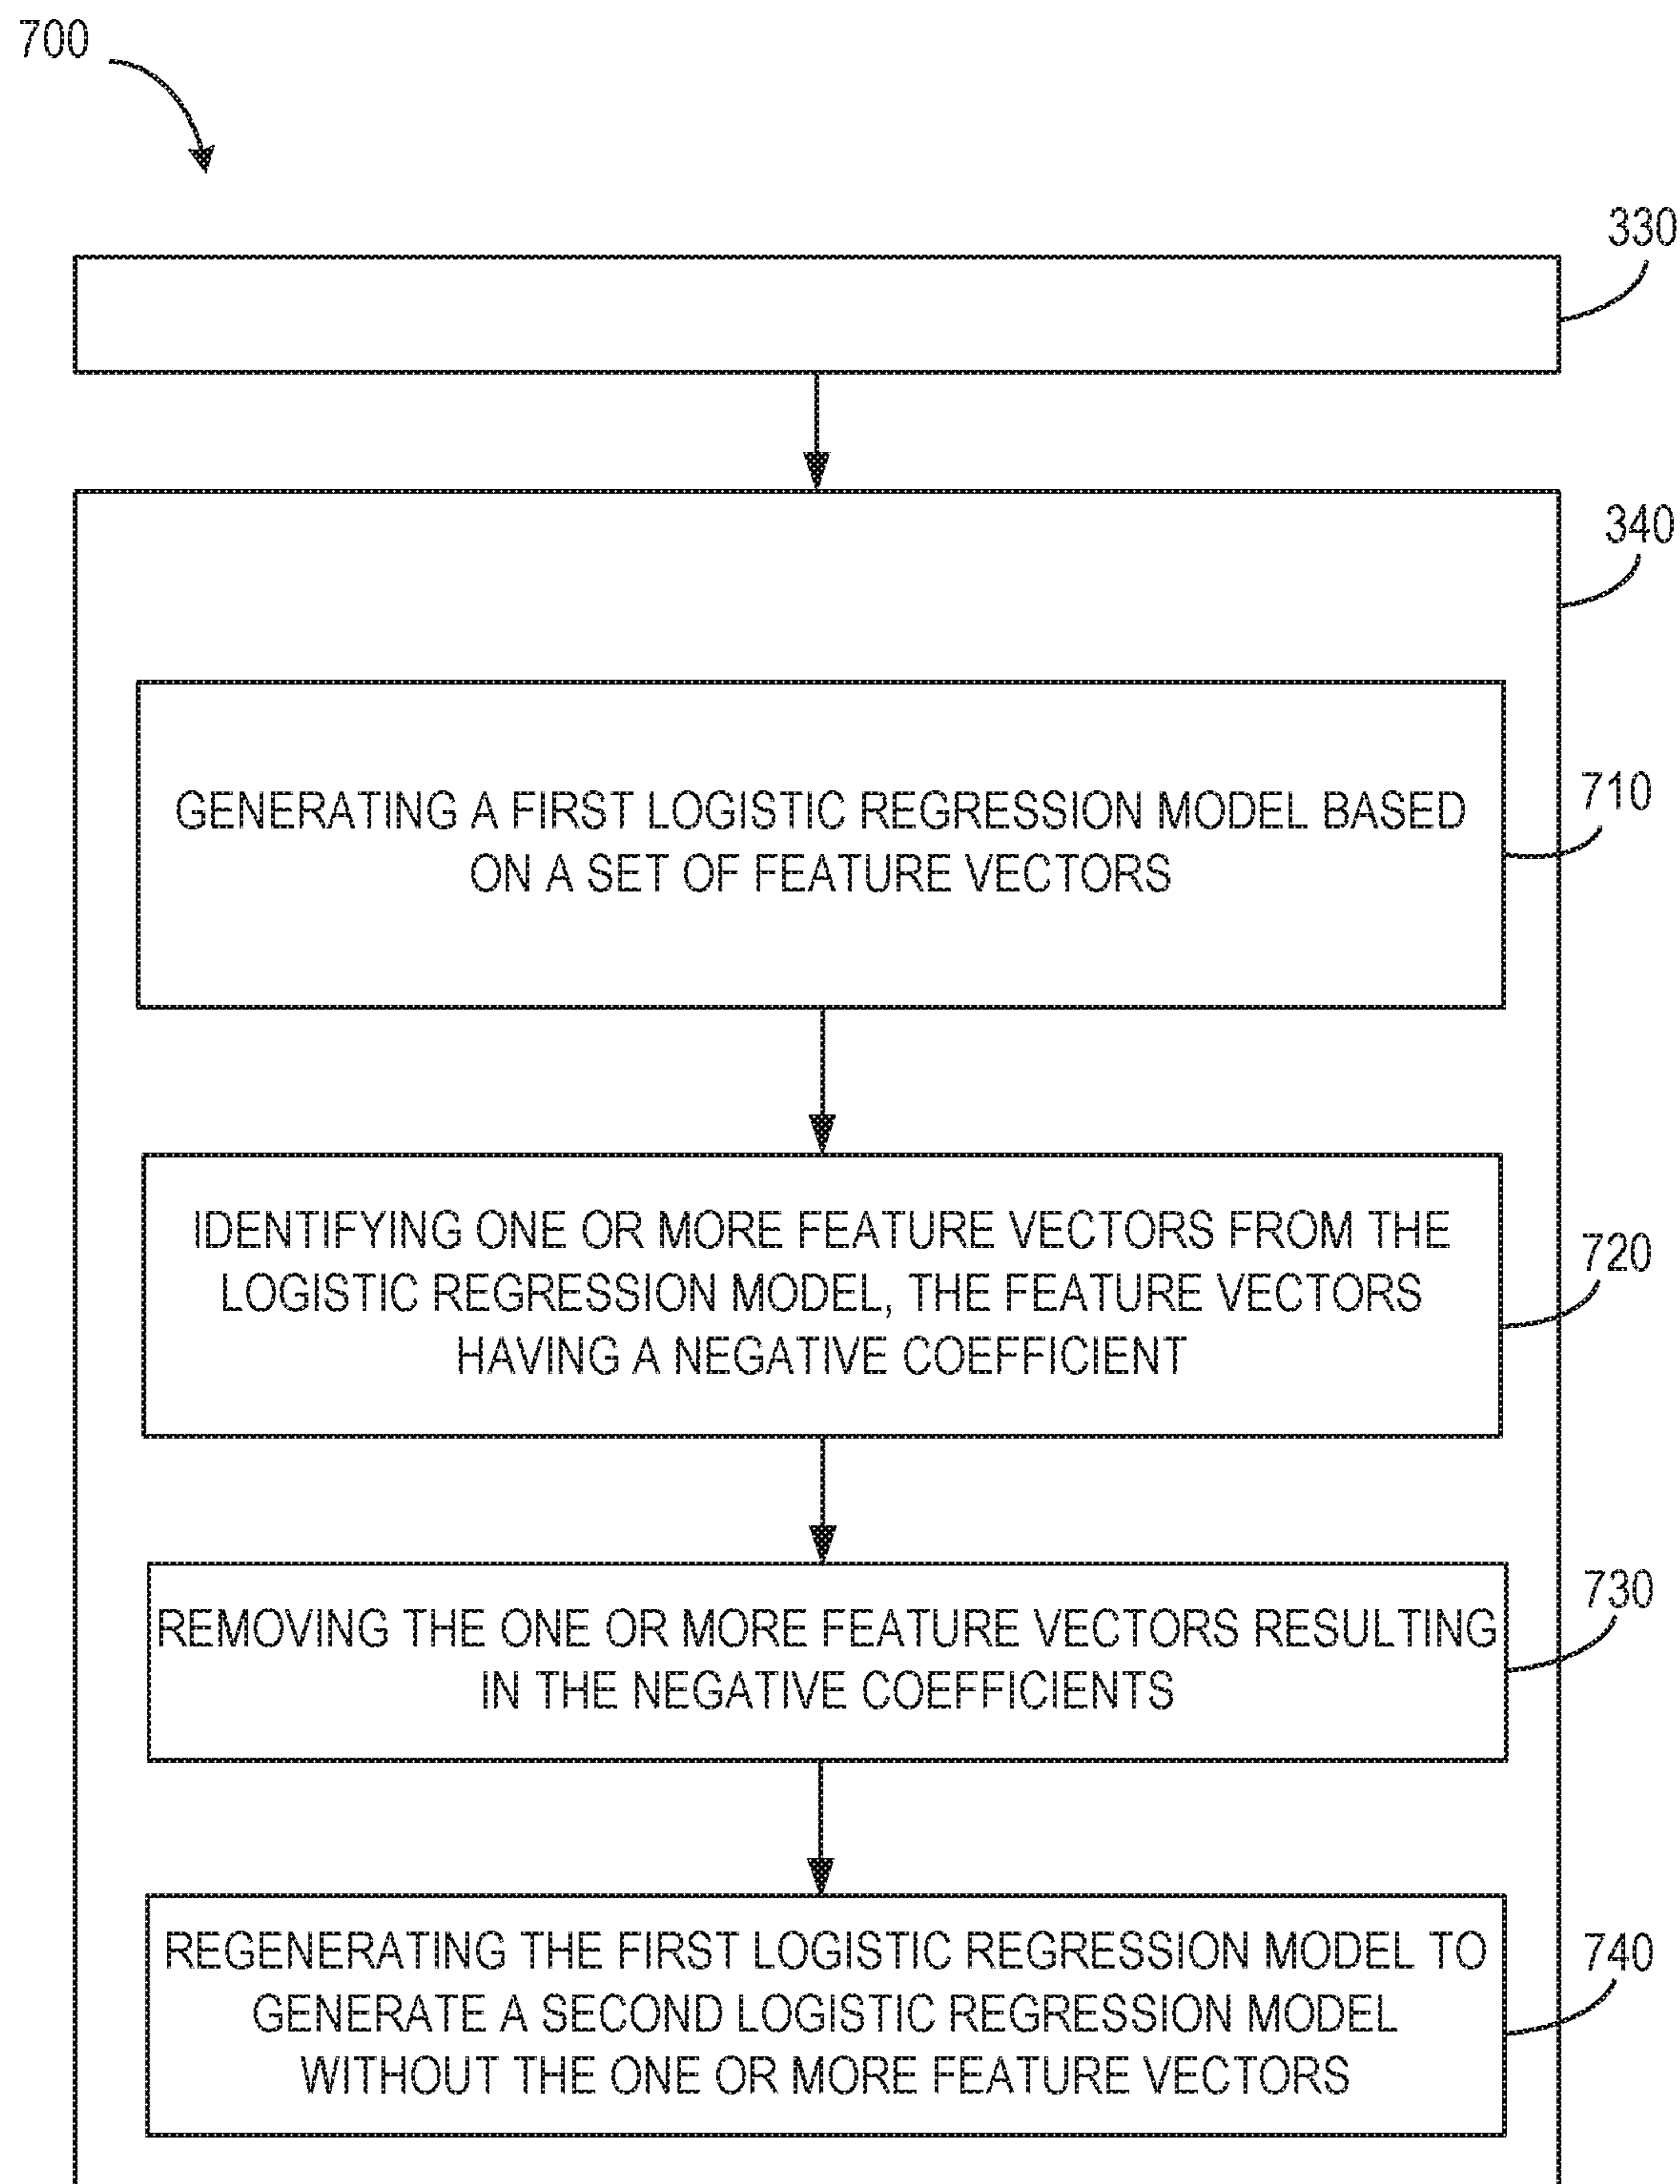 700
330
340
GENERATING A FIRST LOGISTIC REGRESSION MODEL BASED
ON A SET OF FEATURE VECTORS
710
IDENTIFYING ONE OR MORE FEATURE VECTORS FROM THE
LOGISTIC REGRESSION MODEL, THE FEATURE VECTORS
HAVING A NEGATIVE COEFFICIENT
720
REMOVING THE ONE OR MORE FEATURE VECTORS RESULTING
IN THE NEGATIVE COEFFICIENTS
730
REGENERATING THE FIRST LOGISTIC REGRESSION MODEL TO
GENERATE A SECOND LOGISTIC REGRESSION MODEL
WITHOUT THE ONE OR MORE FEATURE VECTORS
740